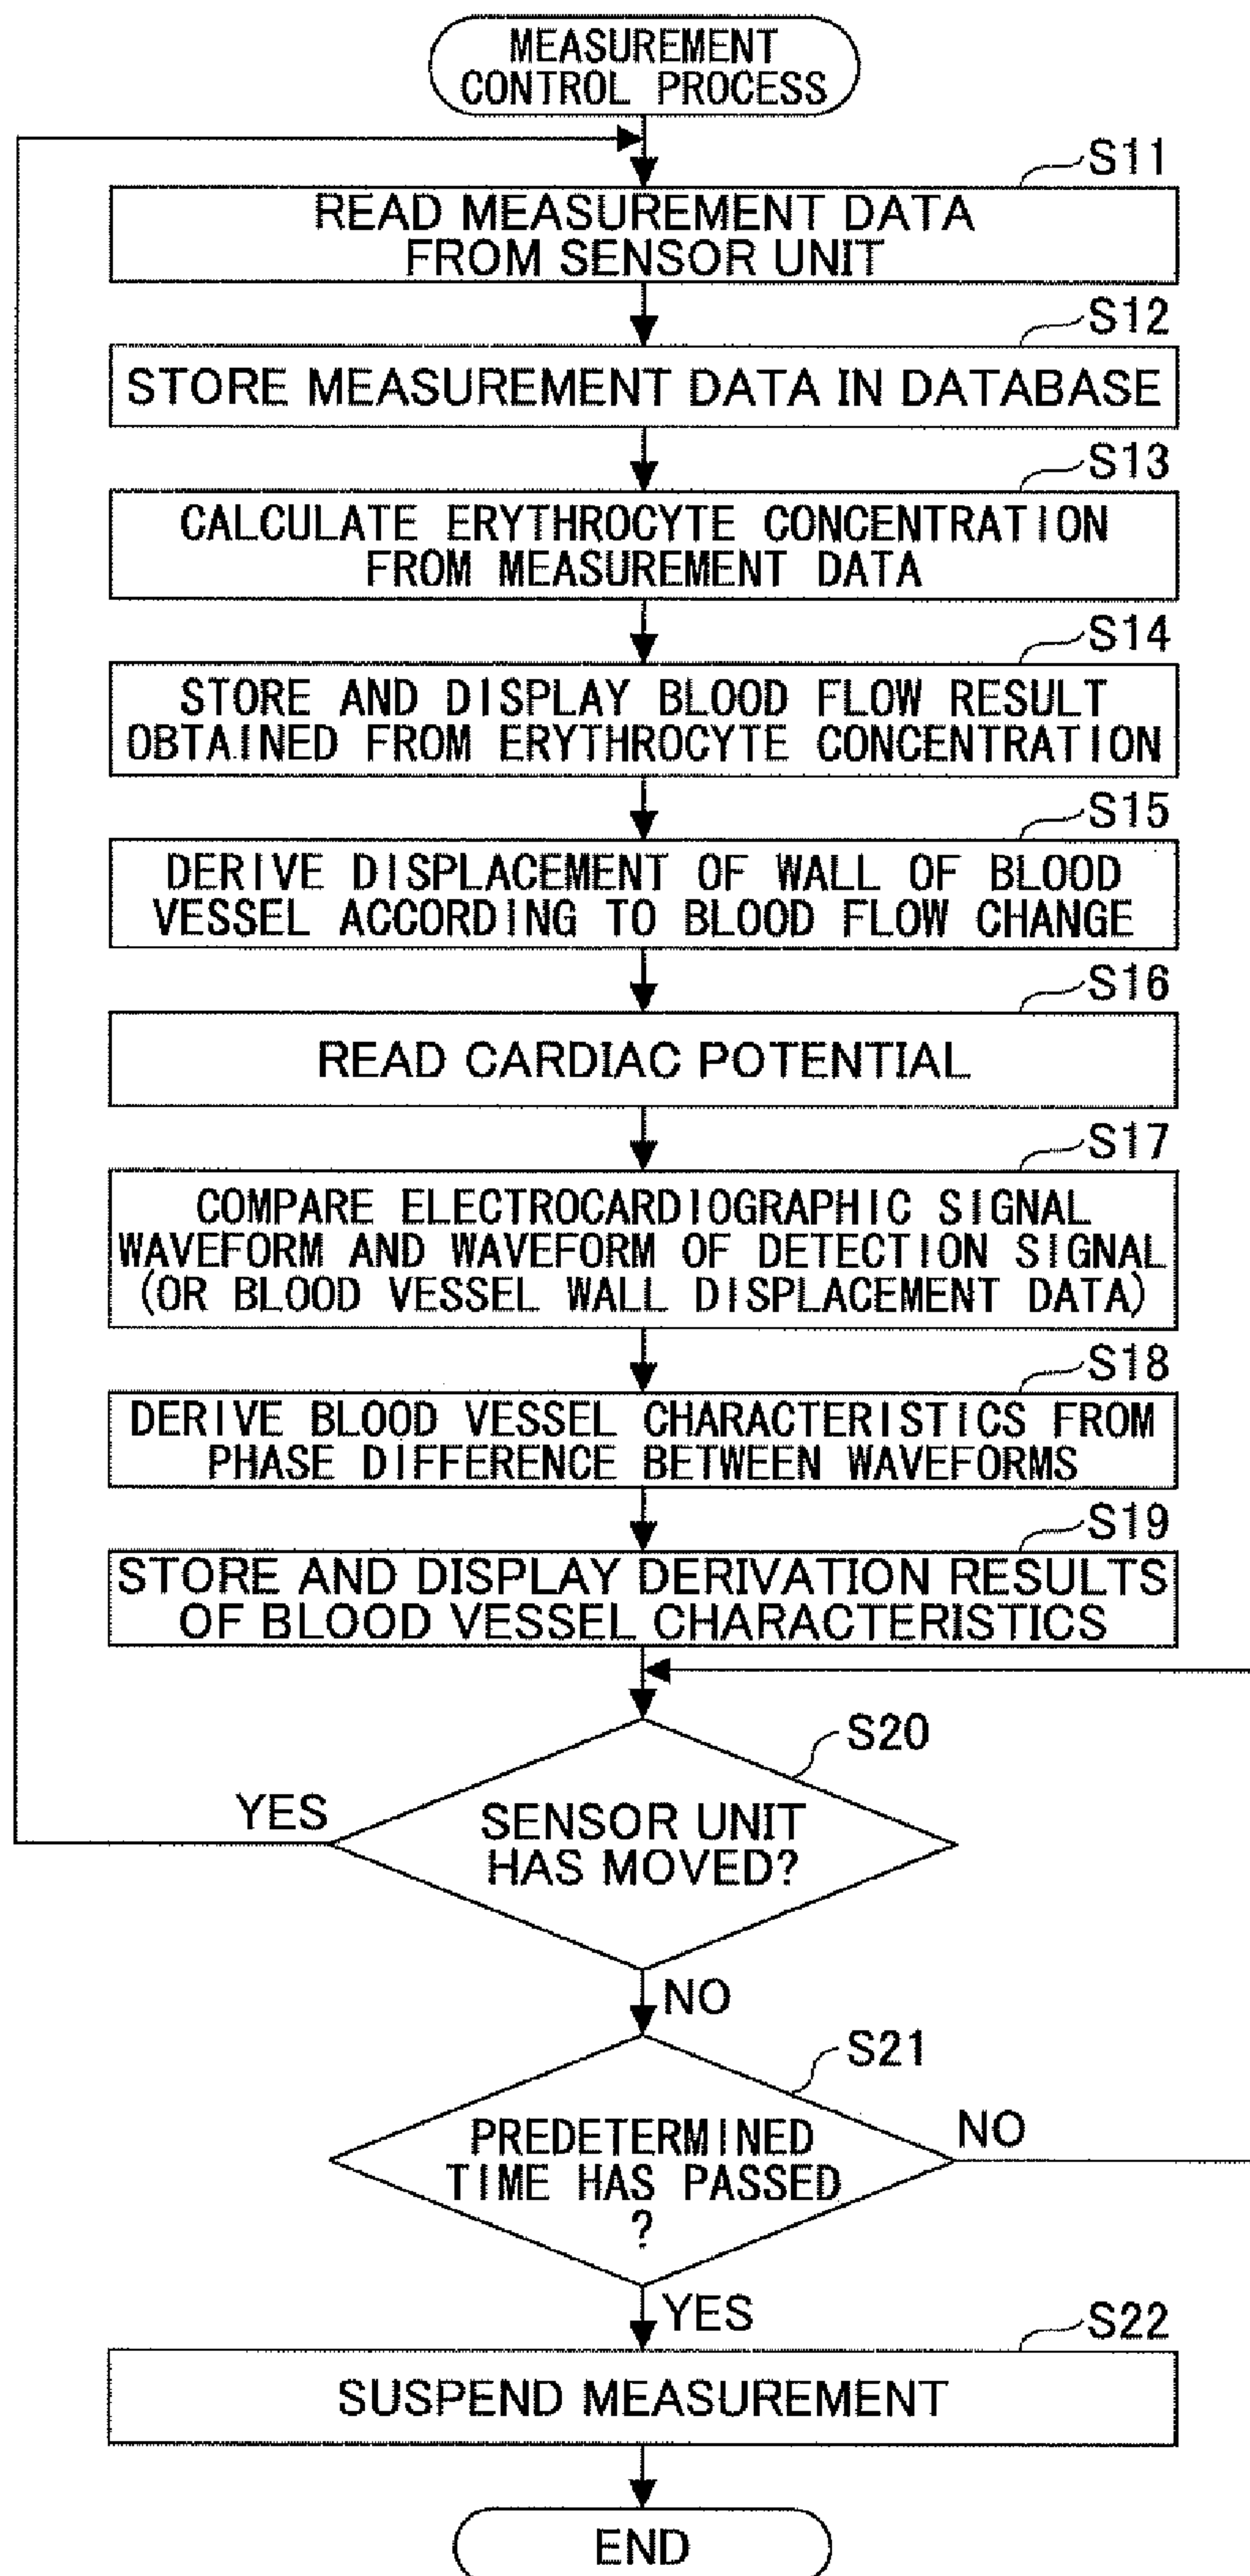 MEASUREMENT
CONTROL PROCESS
S11
READ MEASUREMENT DATA
FROM SENSOR UNIT
S12
STORE MEASUREMENT DATA IN DATABASE
S13
CALCULATE ERYTHROCYTE CONCENTRATION
FROM MEASUREMENT DATA
S14
STORE AND DISPLAY BLOOD FLOW RESULT
OBTAINED FROM ERYTHROCYTE CONCENTRATION
S15
DERIVE DISPLACEMENT OF WALL OF BLOOD
VESSEL ACCORDING TO BLOOD FLOW CHANGE
S16
READ CARDIAC POTENTIAL
S17
COMPARE ELECTROCARDIOGRAPHIC SIGNAL
WAVEFORM AND WAVEFORM OF DETECTION SIGNAL
(OR BLOOD VESSEL WALL DISPLACEMENT DATA)
S18
DERIVE BLOOD VESSEL CHARACTERISTICS FROM
PHASE DIFFERENCE BETWEEN WAVEFORMS
S19
STORE AND DISPLAY DERIVATION RESULTS
OF BLOOD VESSEL CHARACTERISTICS
S20
YES
SENSOR UNIT
HAS MOVED?
NO
S21
PREDETERMINED
TIME HAS PASSED
?
NO
YES
S22
SUSPEND MEASUREMENT
END